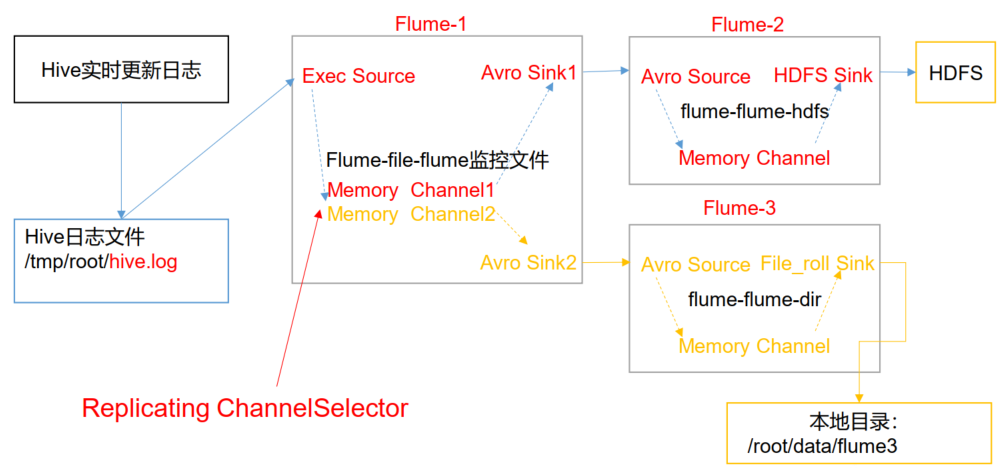 Hive实时更新日志
Hive日志文件
/tmp/root/hive.log
Flume-1
Exec Source
Avro Sink1
Flume-file-flume监控文件
Memory Channel1
Memory Channel2
Avro Sink2
Replicating ChannelSelector
Flume-2
Avro Source
HDFS Sink
flume-flume-hdfs
Memory Channel
HDFS
Flume-3
Avro Source
File_roll Sink
flume-flume-dir
Memory Channel
本地目录:
/root/data/flume3